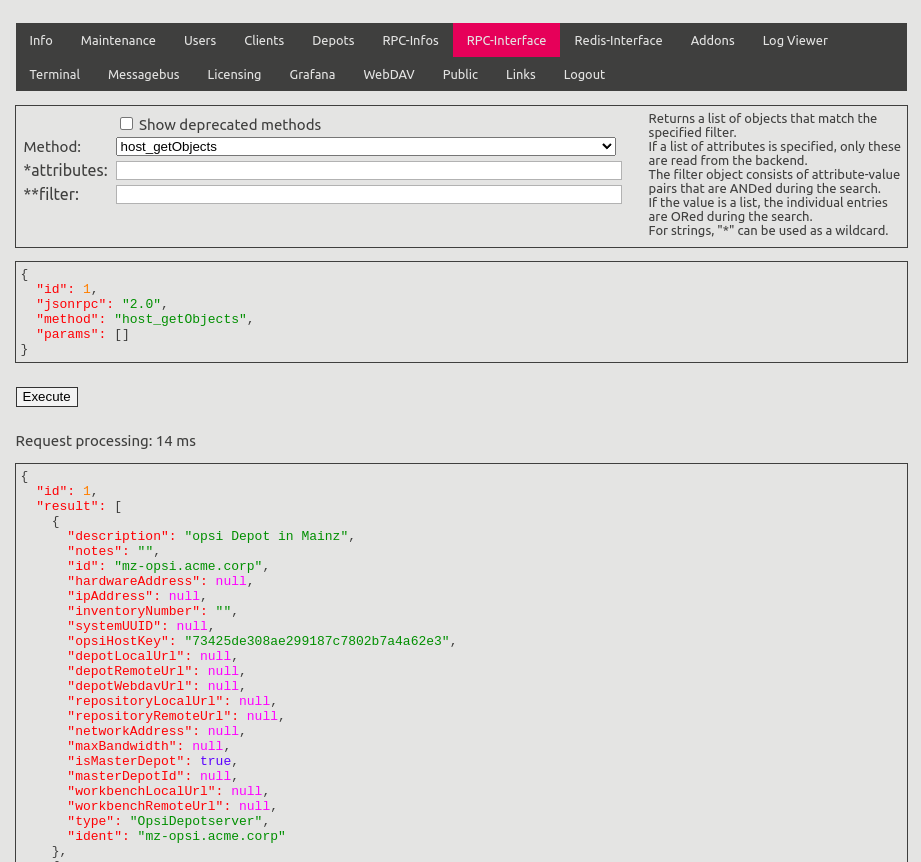 Info Maintenance Users Clients Depots RPC-Infos RPC-Interface Redis-Interface Addons Log Viewer
Terminal Messagebus Licensing Grafana WebDAV Public Links Logout
Show deprecated methods
Method: host_getObjects
*attributes:
**filter:
Returns a list of objects that match the
specified filter.
If a list of attributes is specified, only these
are read from the backend.
The filter object consists of attribute-value
pairs that are ANDed during the search.
If the value is a list, the individual entries
are ORed during the search.
For strings, "*" can be used as a wildcard.
{
"id": 1,
"jsonrpc": "2.0",
"method": "host_getObjects",
"params": []
}
Execute
Request processing: 14 ms
{
"id": 1,
"result": [
{
"description": "opsi Depot in Mainz",
"notes": "",
"id": "mz-opsi.acme.corp",
"hardwareAddress": null,
"ipAddress": null,
"inventoryNumber": "",
"systemUUID": null,
"opsiHostKey": "73425de308ae299187c7802b7a4a62e3",
"depotLocalUrl": null,
"depotRemoteUrl": null,
"depotWebdavUrl": null,
"repositoryLocalUrl": null,
"repositoryRemoteUrl": null,
"networkAddress": null,
"maxBandwidth": null,
"isMasterDepot": true,
"masterDepotId": null,
"workbenchLocalUrl": null,
"workbenchRemoteUrl": null,
"type": "OpsiDepotserver",
"ident": "mz-opsi.acme.corp"
},